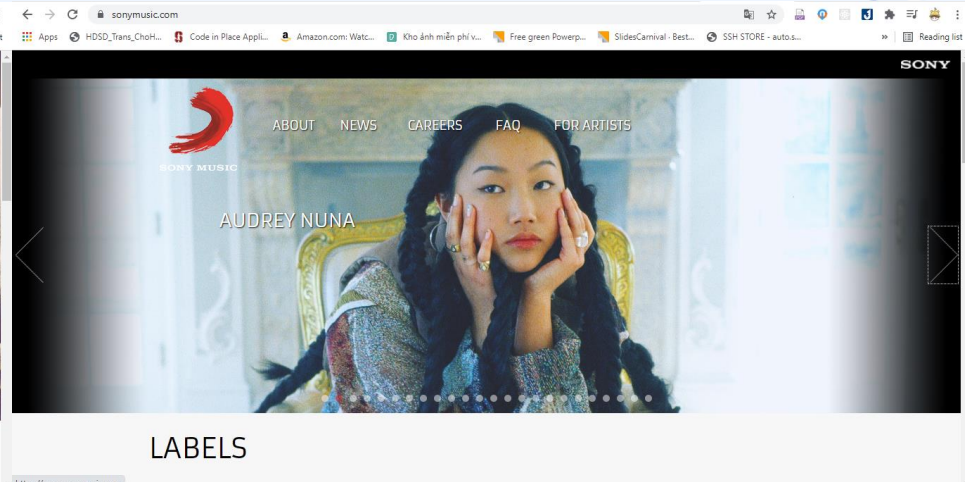 sonymusic.com
Apps HDSD_Trans_ChoH... Code in Place Appli... Amazon.com: Watc... Kho ảnh miễn phí v... Free green Powerp... SlidesCarnival - Best... SSH STORE - auto.s... » Reading list
SONY
ABOUT NEWS CAREERS FAQ FOR ARTISTS
SONY MUSIC
AUDREY NUNA
LABELS